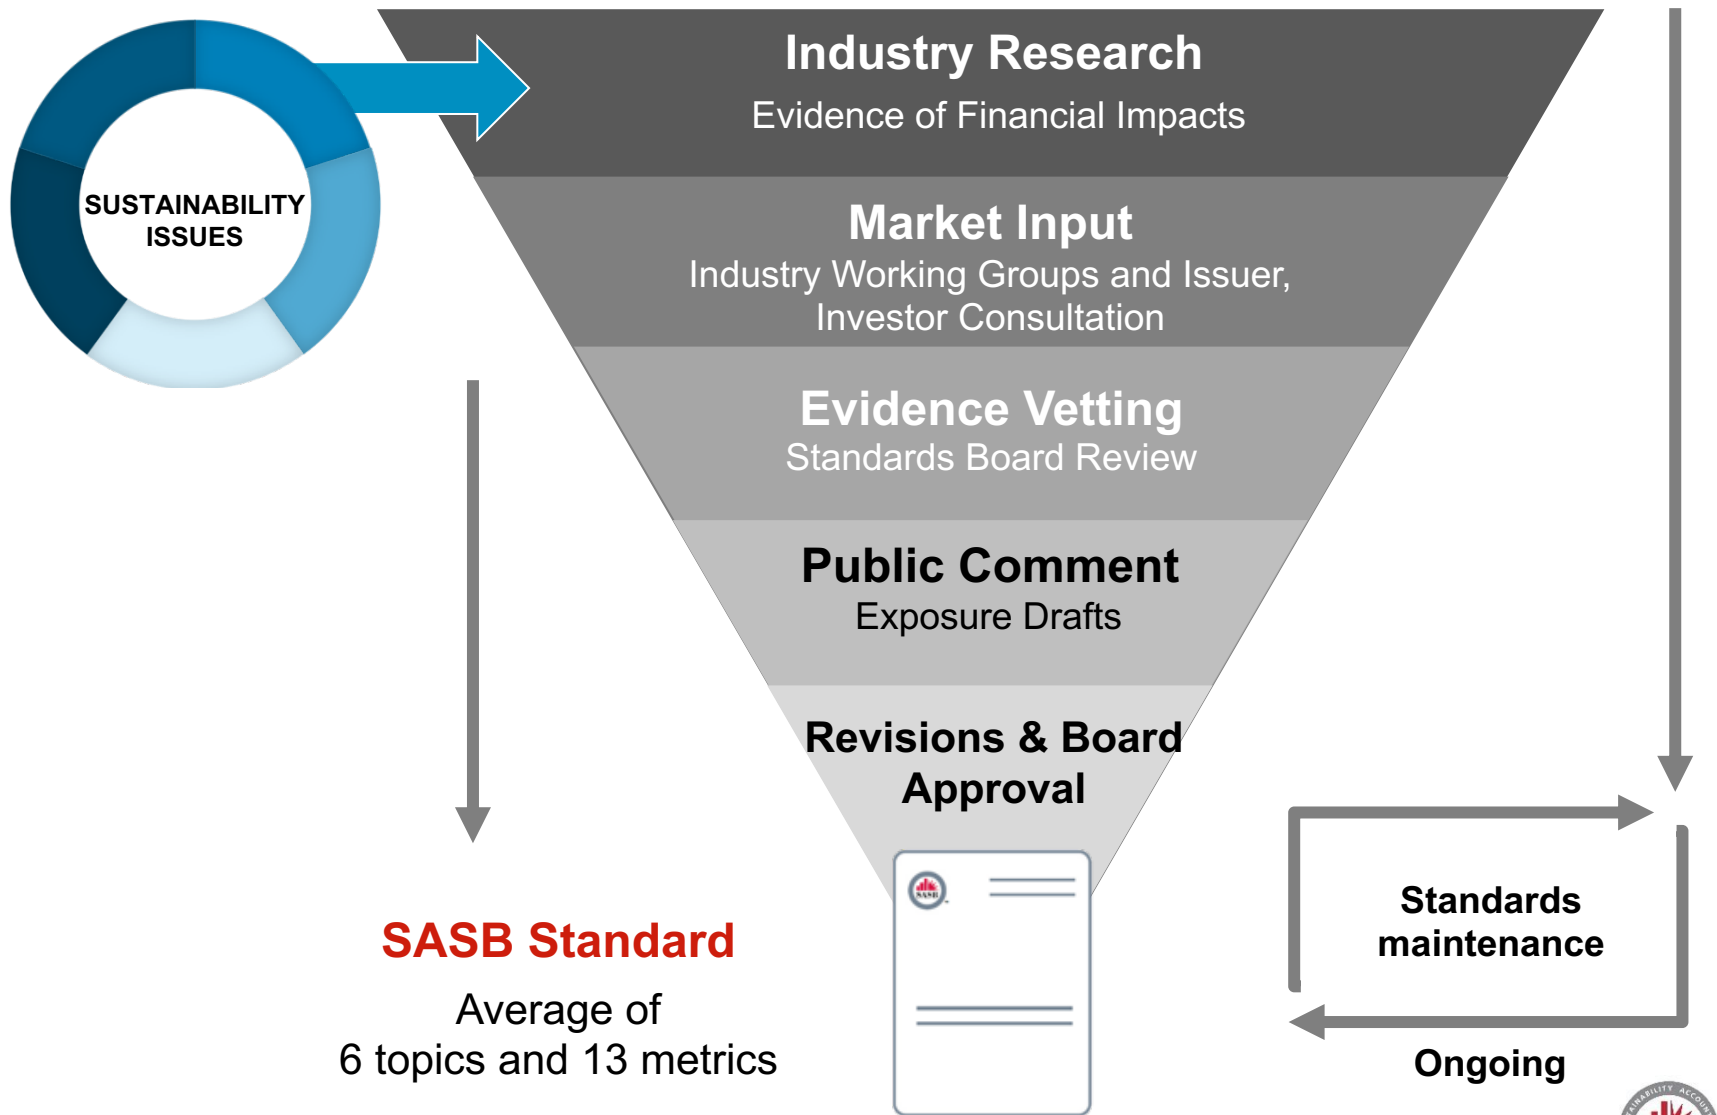 SUSTAINABILITY
ISSUES
Industry Research
Evidence of Financial Impacts
Market Input
Industry Working Groups and Issuer,
Investor Consultation
Evidence Vetting
Standards Board Review
Public Comment
Exposure Drafts
Revisions & Board
Approval
SASB
SASB Standard
Average of
6 topics and 13 metrics
Standards
maintenance
Ongoing